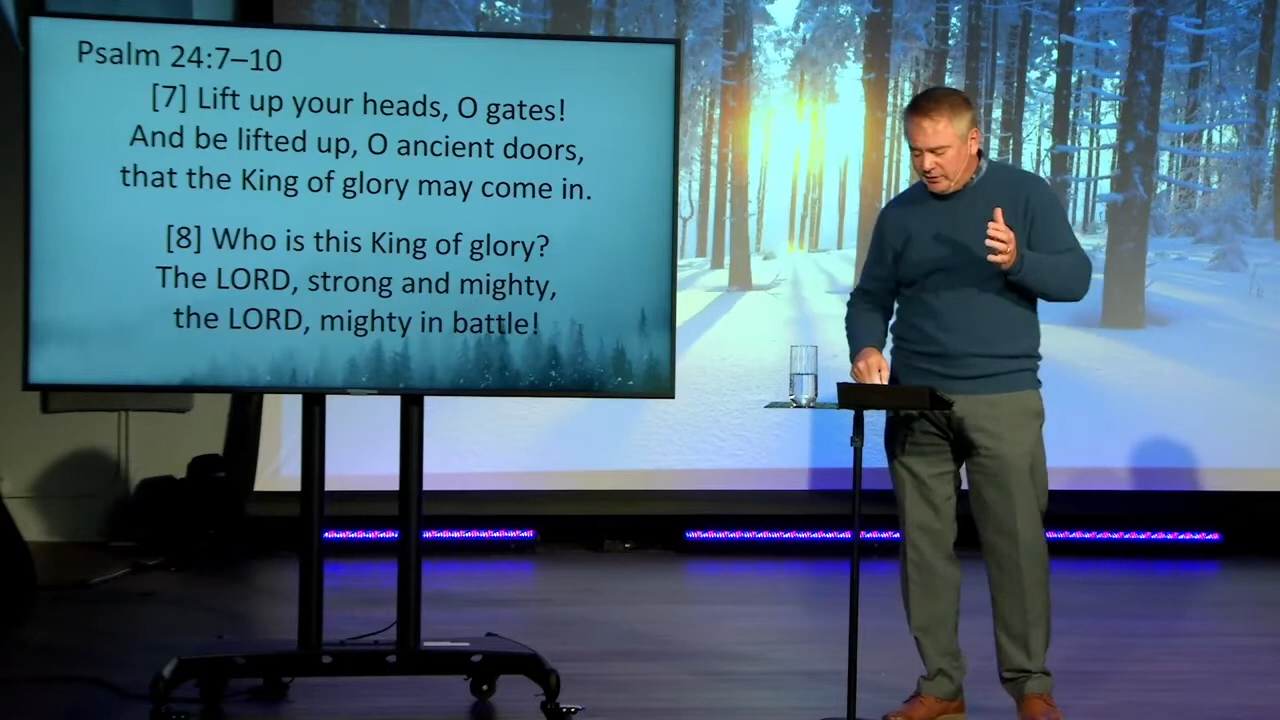 Psalm 24:7–10
[7] Lift up your heads, O gates!
And be lifted up, O ancient doors,
that the King of glory may come in.
[8] Who is this King of glory?
The LORD, strong and mighty,
the LORD, mighty in battle!